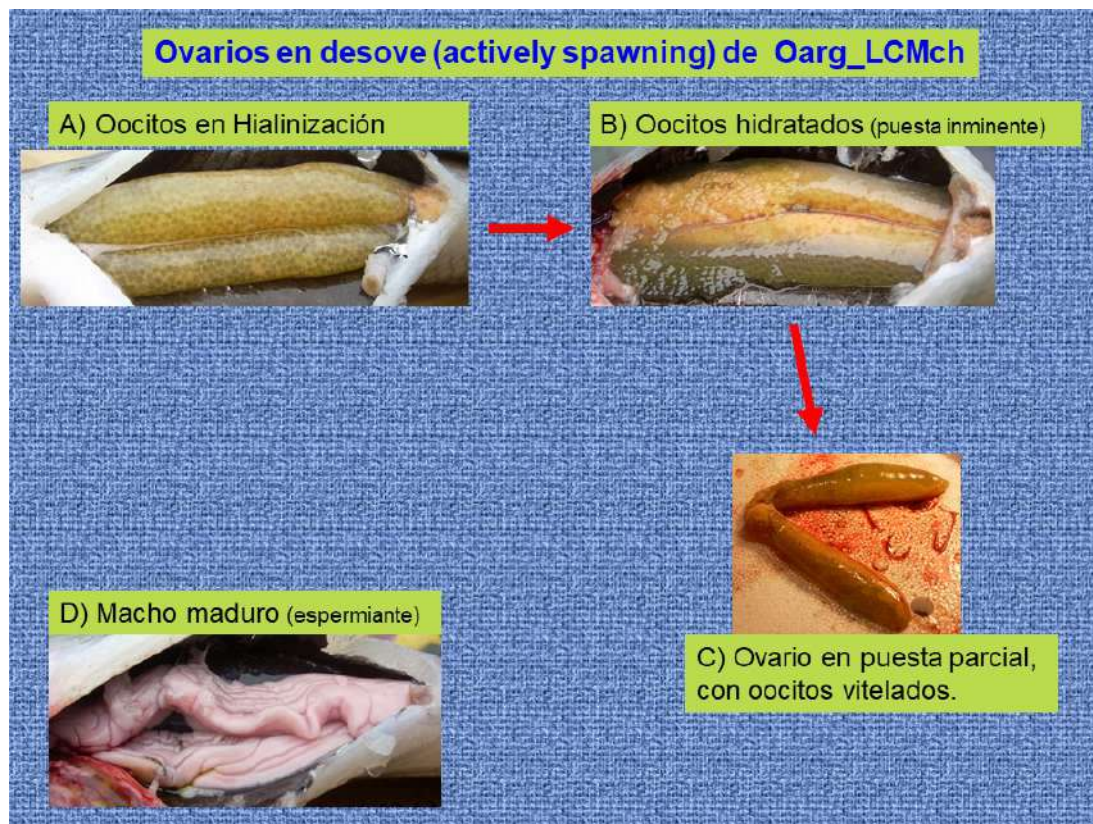 Ovarios en desove (actively spawning) de Oarg_LCMch
A) Oocitos en Hialinización
B) Oocitos hidratados (puesta inminente)
D) Macho maduro (espermiante)
C) Ovario en puesta parcial,
con oocitos vitelados.